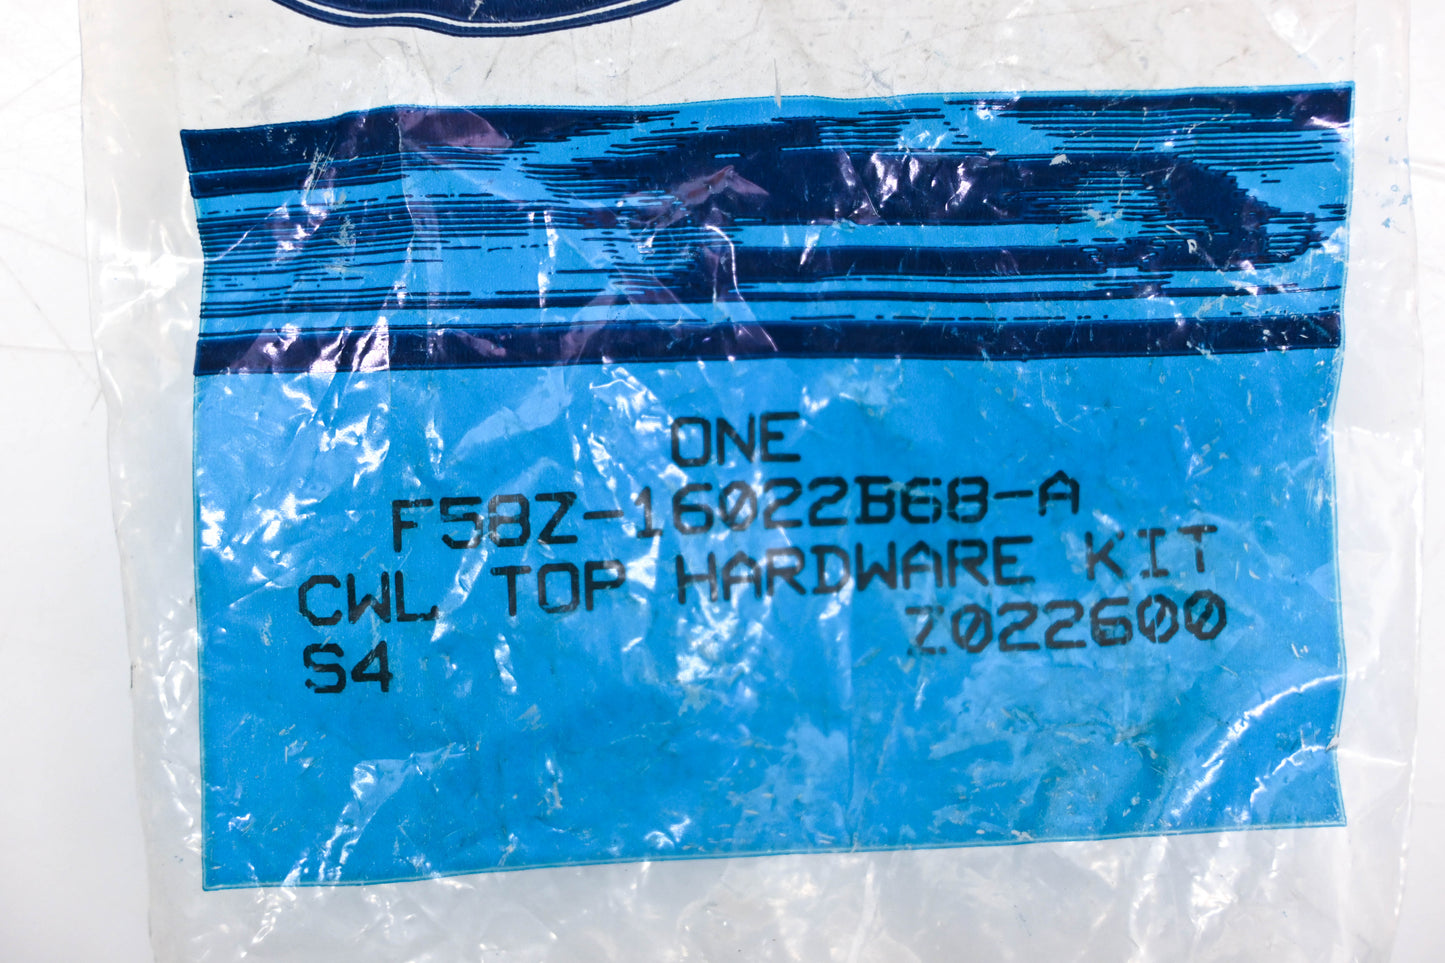 ONE
F58Z-16022B68-A
CWL TOP HARDWARE KIT
Z022600
S4